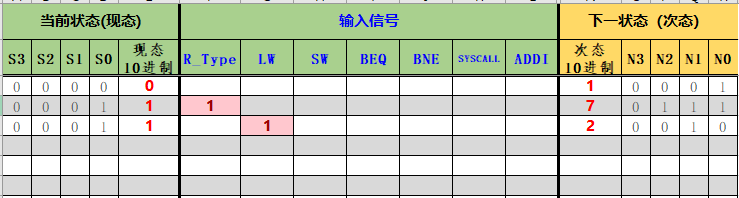 当前状态(现态) 输入信号 下一状态（次态）
S3 S2 S1 S0 现态10进制 R_Type LW SW BEQ BNE SYSCALL ADDI 次态10进制 N3 N2 N1 N0
0 0 0 0 0 1 0 0 0 1
0 0 0 1 1 1 7 0 1 1 1
0 0 0 1 1 1 2 0 0 1 0